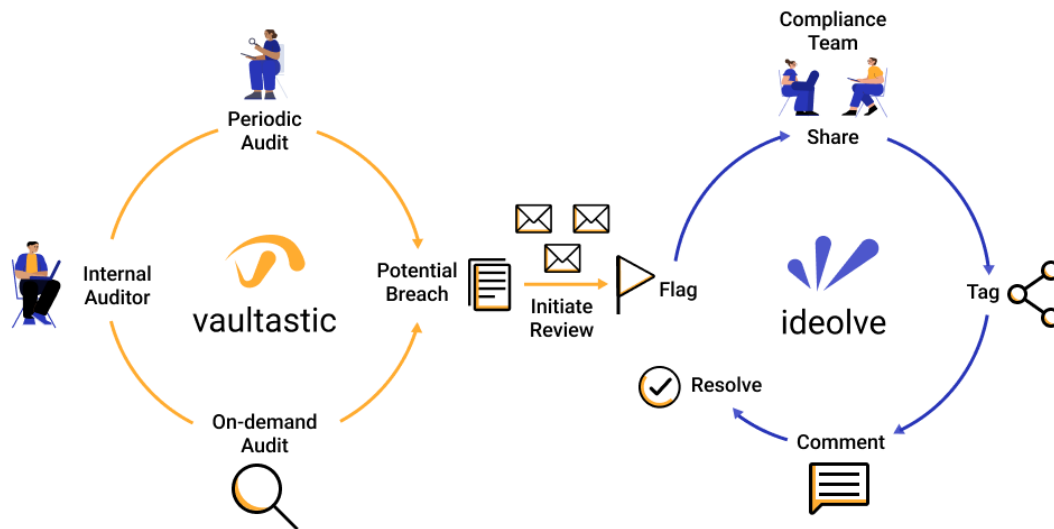 Periodic
Audit
Internal
Auditor
vaultastic
On-demand
Audit
Potential
Breach
Initiate
Review
Flag
Compliance
Team
Share
Tag
ideolve
Comment
Resolve